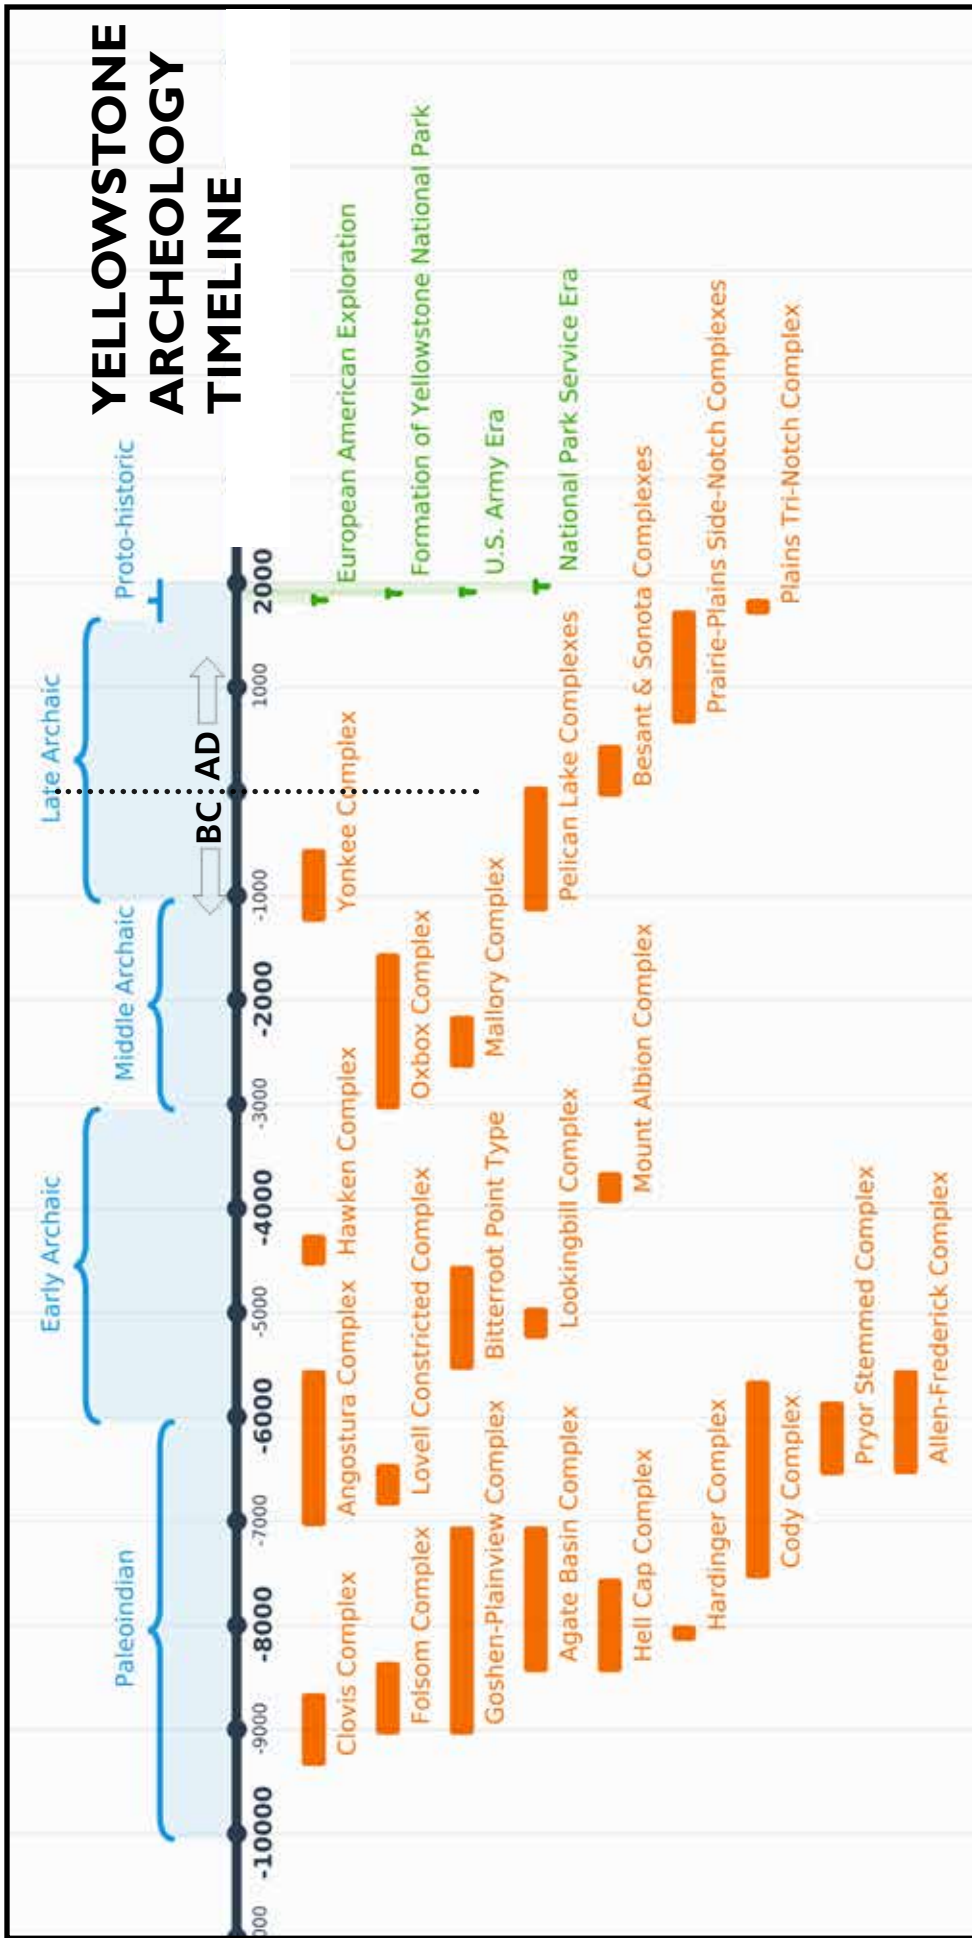 YELLOWSTONE
ARCHEOLOGY
TIMELINE
Paleoindian
Early Archaic
Middle Archaic
Late Archaic
Proto-historic
BC AD
000
-10000
-9000
-8000
-7000
-6000
-5000
-4000
-3000
-2000
-1000
1000
2000
Clovis Complex
Angostura Complex
Hawken Complex
Yonkee Complex
European American Exploration
Folsom Complex
Lovell Constricted Complex
Oxbox Complex
Formation of Yellowstone National Park
Goshen-Plainview Complex
Bitterroot Point Type
Mallory Complex
U.S. Army Era
Agate Basin Complex
Lookingbill Complex
Pelican Lake Complexes
National Park Service Era
Hell Cap Complex
Mount Albion Complex
Besant & Sonota Complexes
Hardinger Complex
Prairie-Plains Side-Notch Complexes
Cody Complex
Plains Tri-Notch Complex
Pryor Stemmed Complex
Allen-Frederick Complex